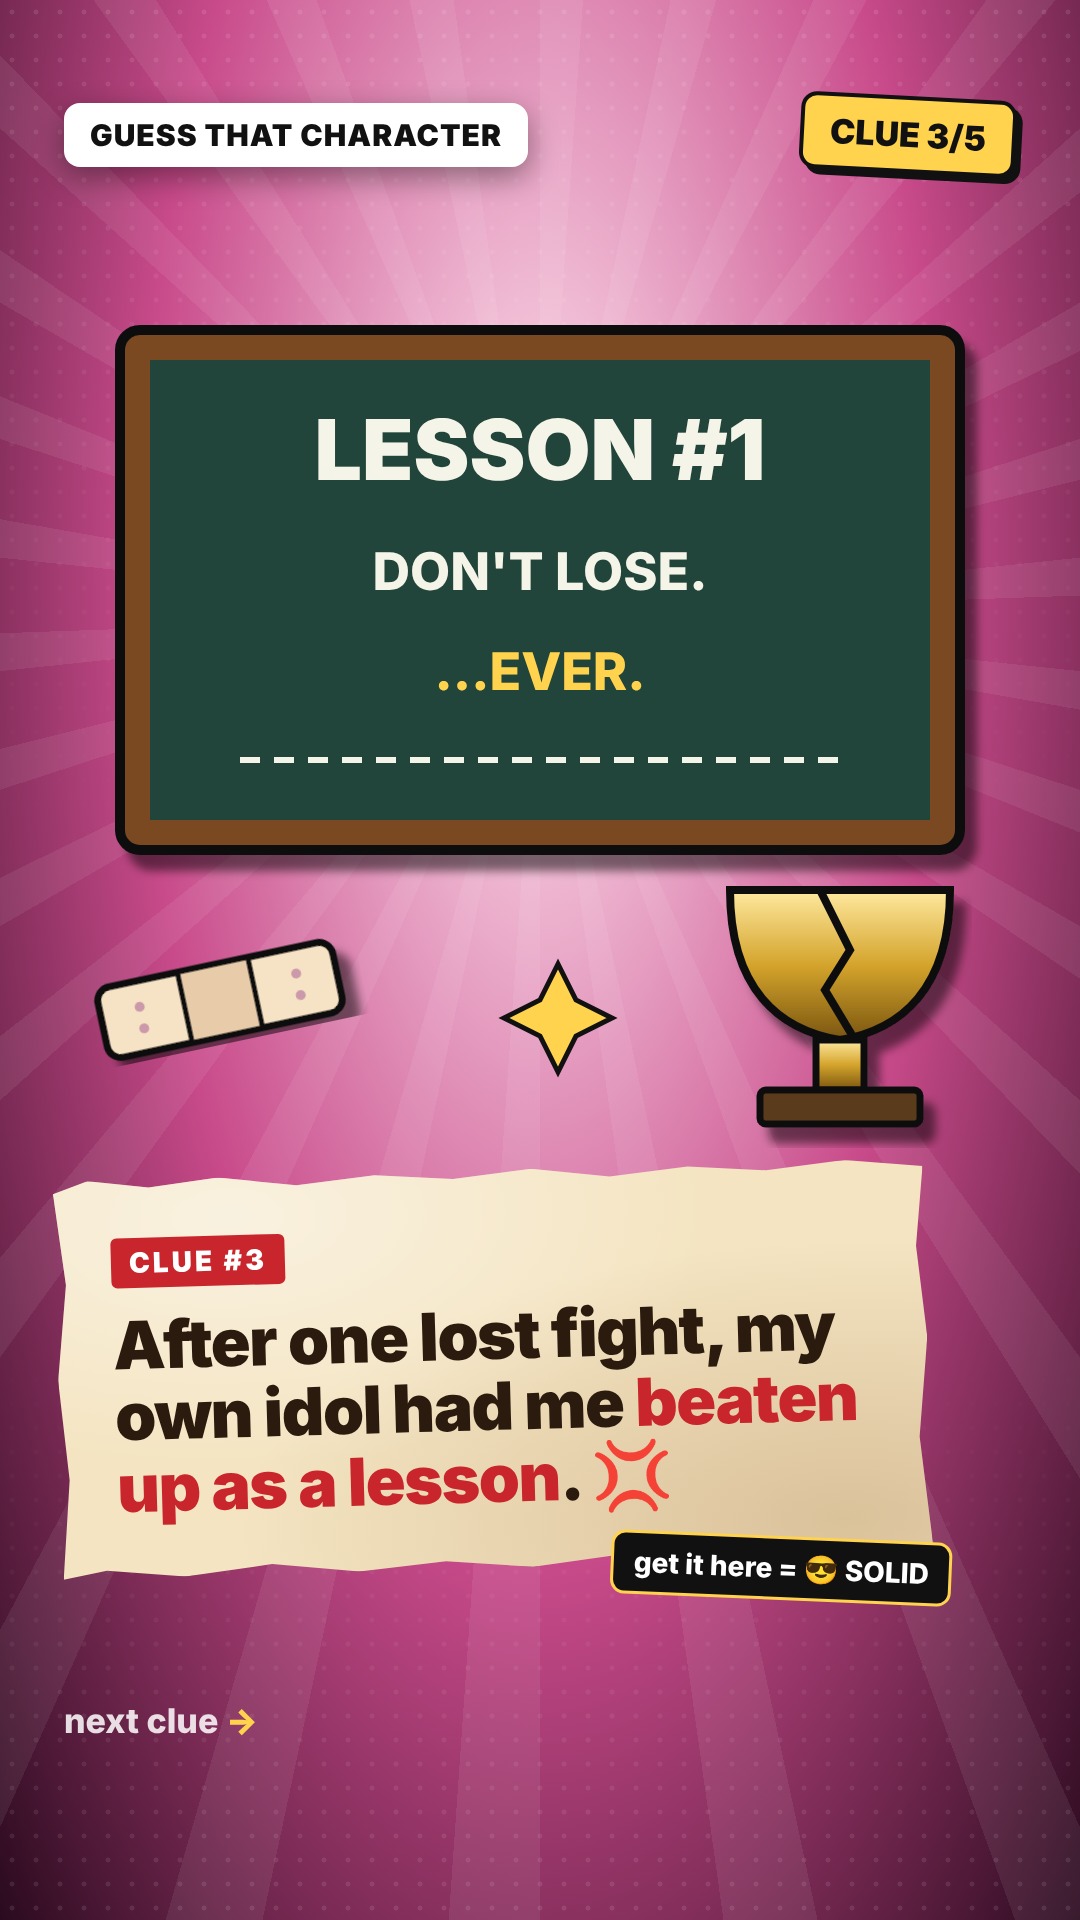 GUESS THAT CHARACTER
CLUE 3/5
LESSON #1
DON'T LOSE.
...EVER.
CLUE #3
After one lost fight, my
own idol had me beaten
up as a lesson. 💢
get it here = 😎 SOLID
next clue →